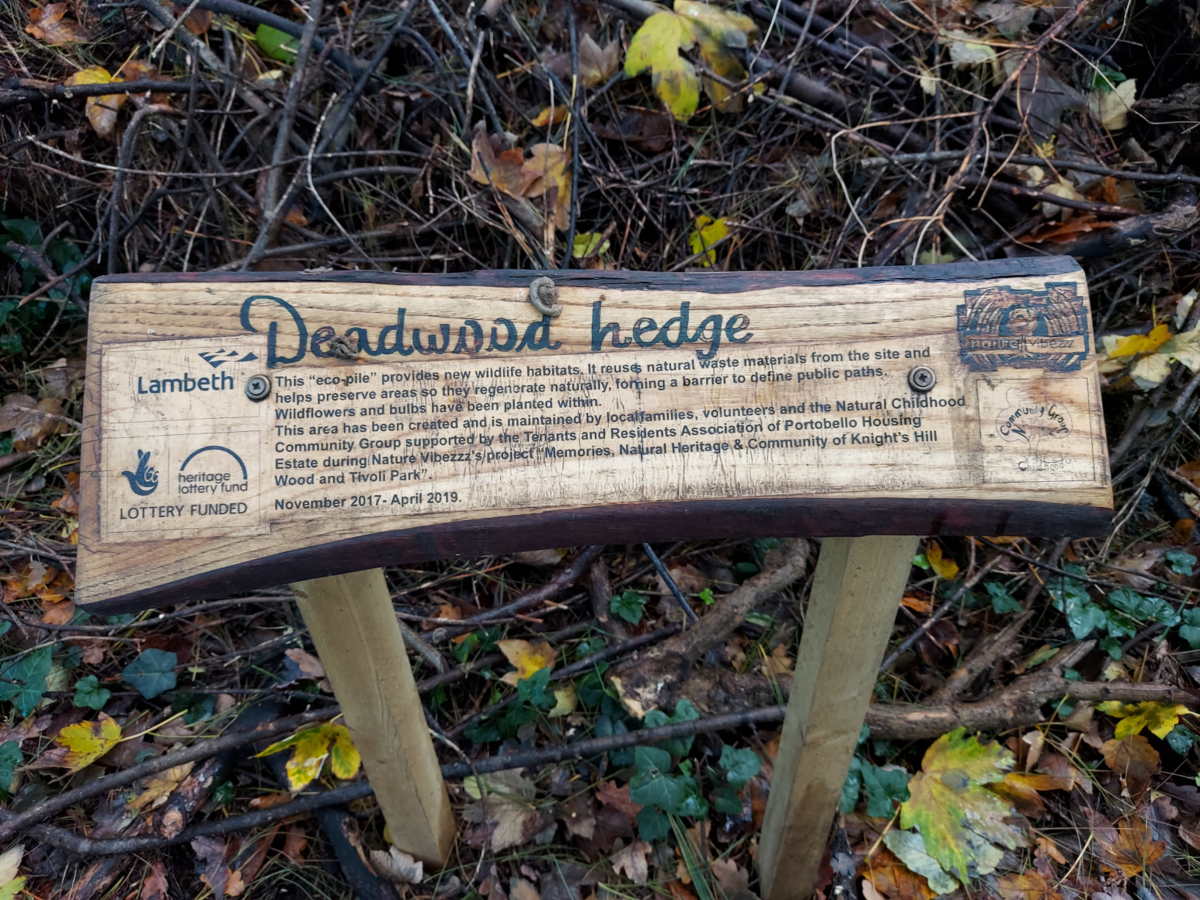 Deadwood hedge
nature vibezzz
Lambeth
This “eco-pile” provides new wildlife habitats. It reuses natural waste materials from the site and
helps preserve areas so they regenerate naturally, forming a barrier to define public paths.
Wildflowers and bulbs have been planted within.
This area has been created and is maintained by local families, volunteers and the Natural Childhood
Community Group supported by the Tenants and Residents Association of Portobello Housing
Estate during Nature Vibezzz's project “Memories, Natural Heritage & Community of Knight's Hill
Wood and Tivoli Park”.
November 2017- April 2019.
heritage
lottery fund
LOTTERY FUNDED
Community Group
Childhood